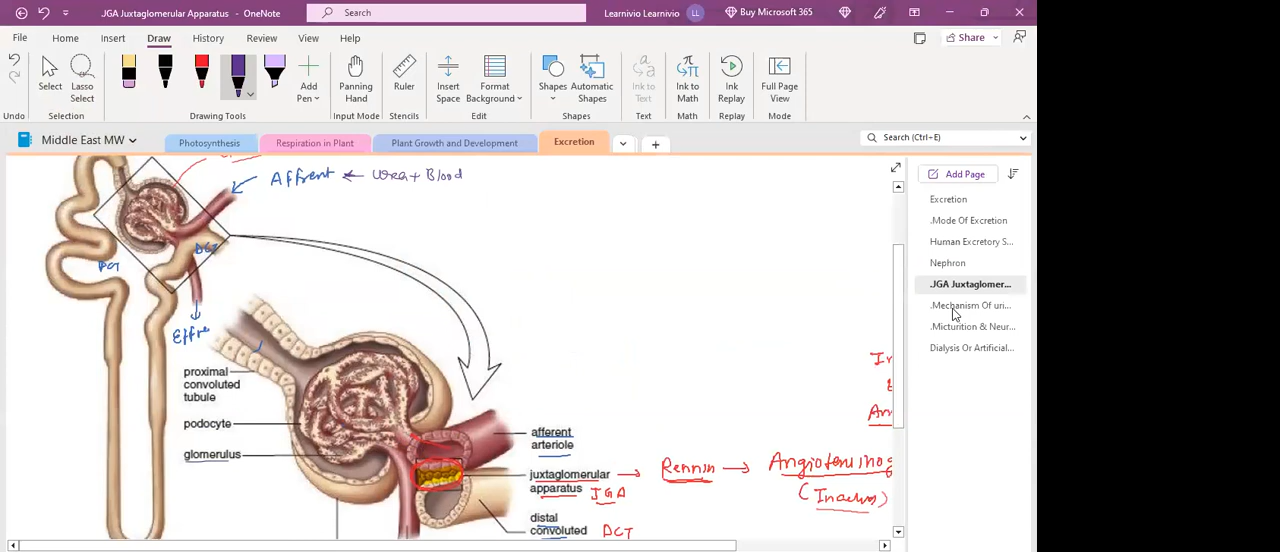 JGA Juxtaglomerular Apparatus - OneNote
Search
Learnivio Learnivio
LL
Buy Microsoft 365
File
Home
Insert
Draw
History
Review
View
Help
Share
Undo
Select
Lasso Select
Add Pen
Panning Hand
Ruler
Insert Space
Format Background
Shapes
Automatic Shapes
Ink to Text
Ink to Math
Ink Replay
Full Page View
Selection
Drawing Tools
Input Mode
Stencils
Edit
Shapes
Text
Math
Replay
Mode
Middle East MW
Photosynthesis
Respiration in Plant
Plant Growth and Development
Excretion
Search (Ctrl+E)
Add Page
Excretion
.Mode Of Excretion
Human Excretory S...
Nephron
.JGA Juxtaglomer...
.Mechanism Of uri...
.Micturition & Neur...
Dialysis Or Artificial...
Affrent ← Urea + Blood
DCT
PCT
Effre
proximal
convoluted
tubule
podocyte
glomerulus
afferent
arteriole
juxtaglomerular → Rennin → Angiotensinog
apparatus JGA
distal
convoluted DCT